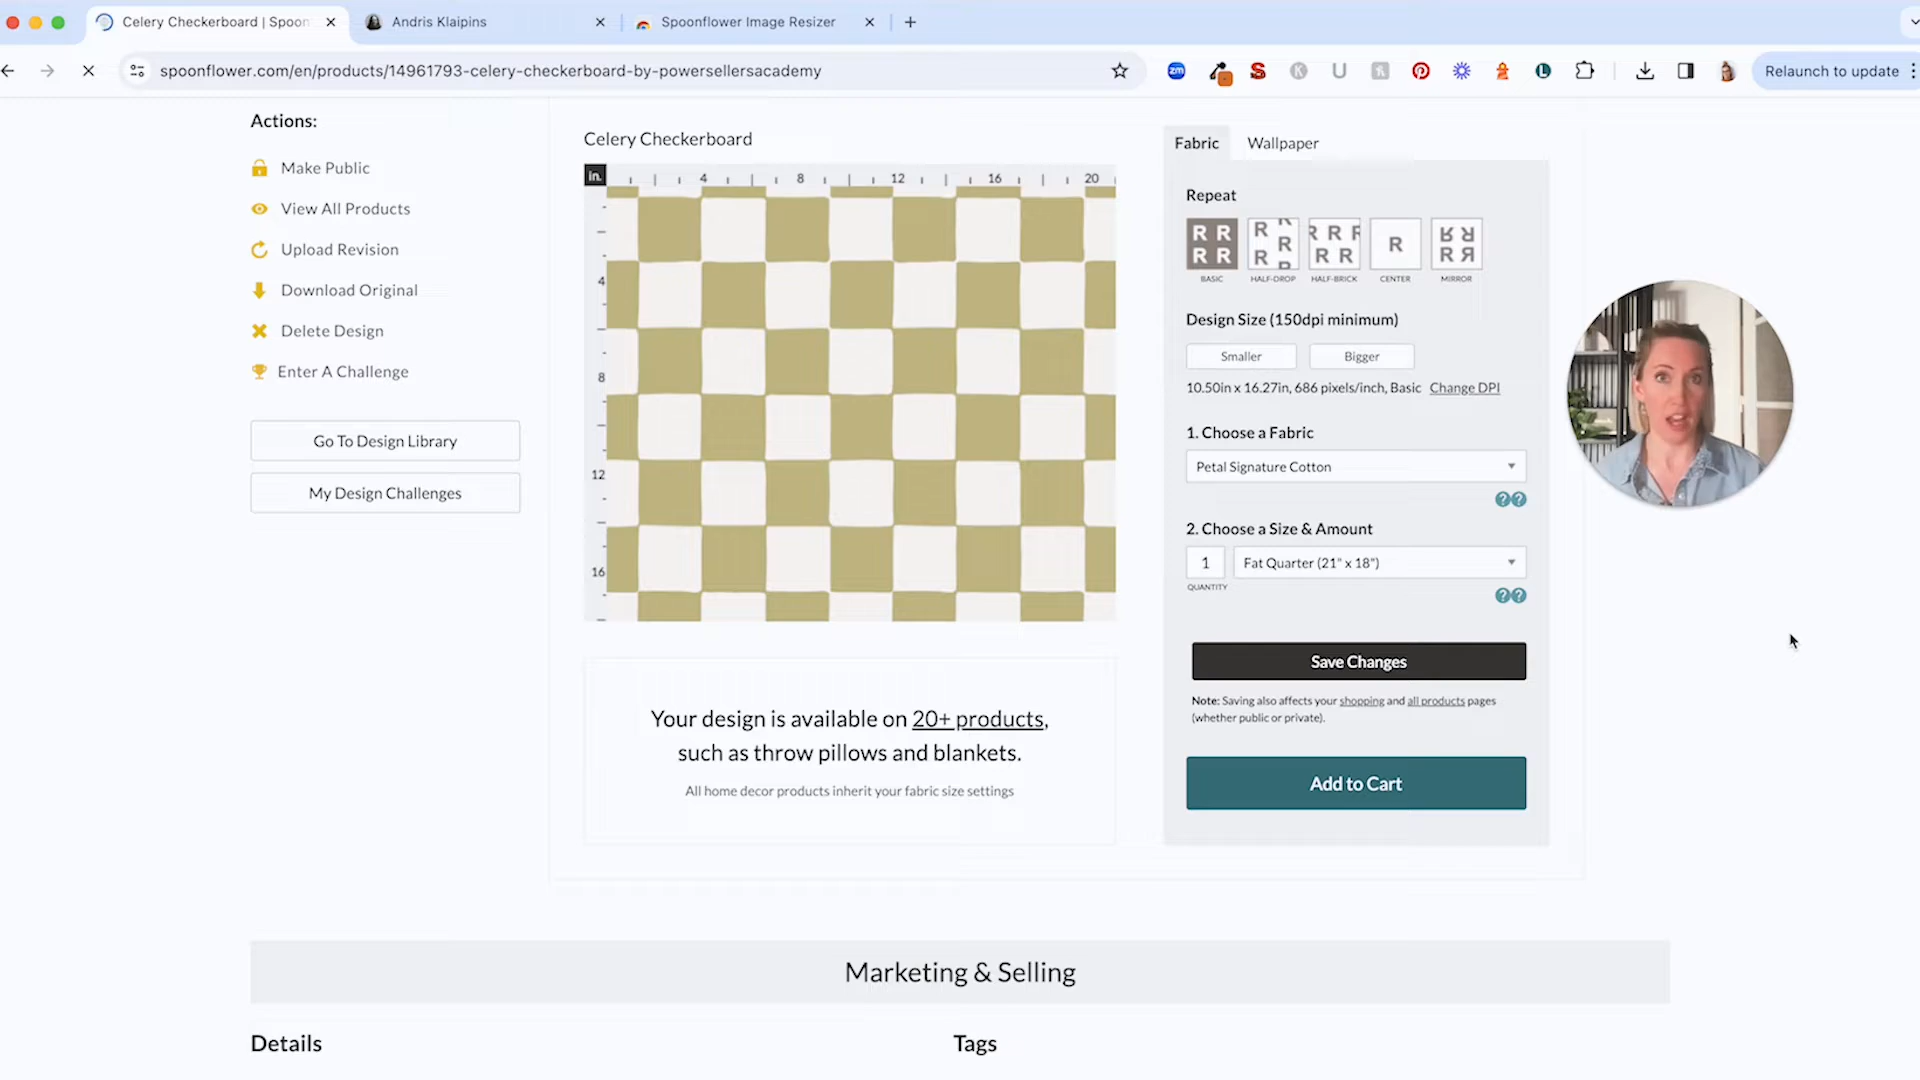 Celery Checkerboard | Spoon
Andris Klaipins
Spoonflower Image Resizer
spoonflower.com/en/products/14961793-celery-checkerboard-by-powersellersacademy
zm
Relaunch to update
Actions:
Make Public
View All Products
Upload Revision
Download Original
Delete Design
Enter A Challenge
Go To Design Library
My Design Challenges
Celery Checkerboard
in.
4
8
12
16
20
4
8
12
16
Your design is available on 20+ products,
such as throw pillows and blankets.
All home decor products inherit your fabric size settings
Fabric
Wallpaper
Repeat
BASIC
HALF-DROP
HALF-BRICK
CENTER
MIRROR
Design Size (150dpi minimum)
Smaller
Bigger
10.50in x 16.27in, 686 pixels/inch, Basic Change DPI
1. Choose a Fabric
Petal Signature Cotton
??
2. Choose a Size & Amount
1
Fat Quarter (21" x 18")
QUANTITY
??
Save Changes
Note: Saving also affects your shopping and all products pages
(whether public or private).
Add to Cart
Marketing & Selling
Details
Tags